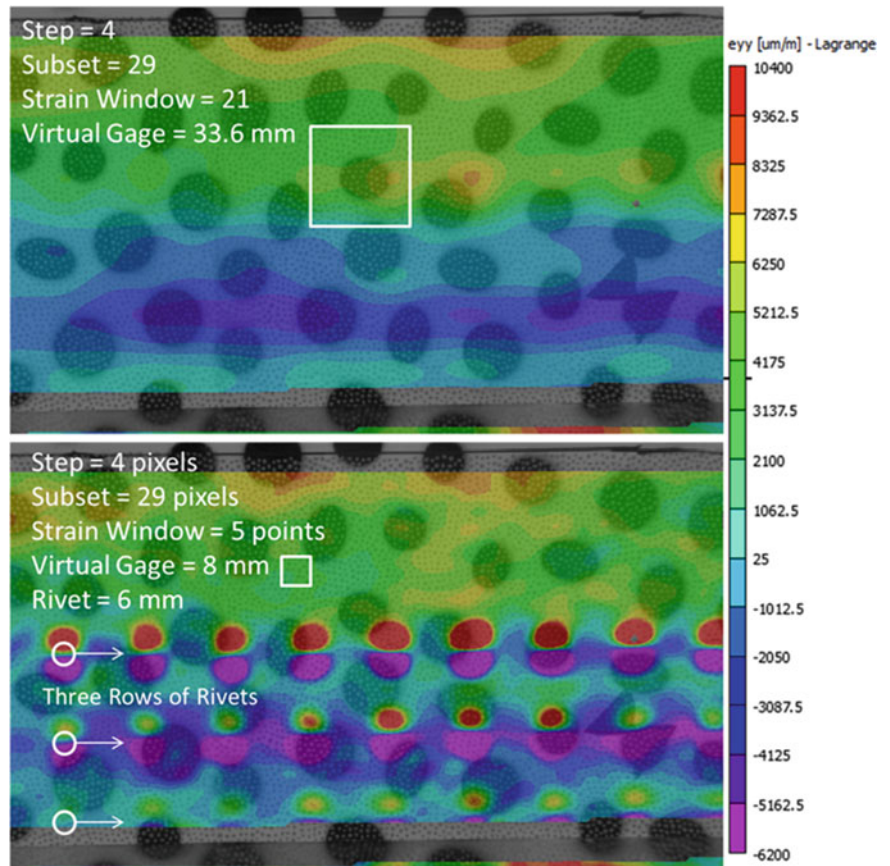 Step = 4
Subset = 29
Strain Window = 21
Virtual Gage = 33.6 mm
eyy [um/m] - Lagrange
10400
9362.5
8325
7287.5
6250
5212.5
4175
3137.5
2100
1062.5
25
-1012.5
-2050
-3087.5
-4125
-5162.5
-6200
Step = 4 pixels
Subset = 29 pixels
Strain Window = 5 points
Virtual Gage = 8 mm
Rivet = 6 mm
Three Rows of Rivets